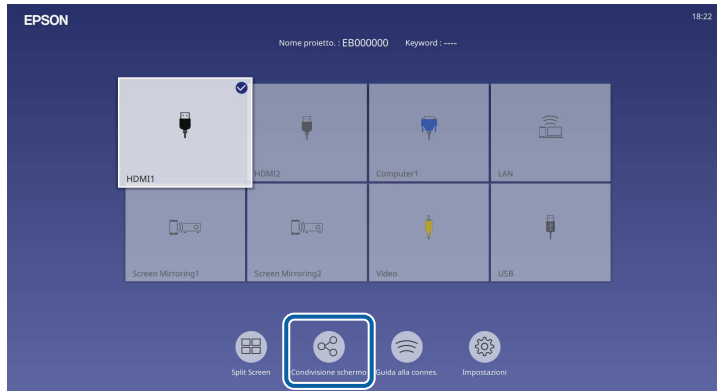 EPSON
18:22
Nome proietto. : EB000000 Keyword : ----
HDMI1
HDMI2
Computer1
LAN
Screen Mirroring1
Screen Mirroring2
Video
USB
Split Screen
Condivisione schermo
Guida alla connes.
Impostazioni